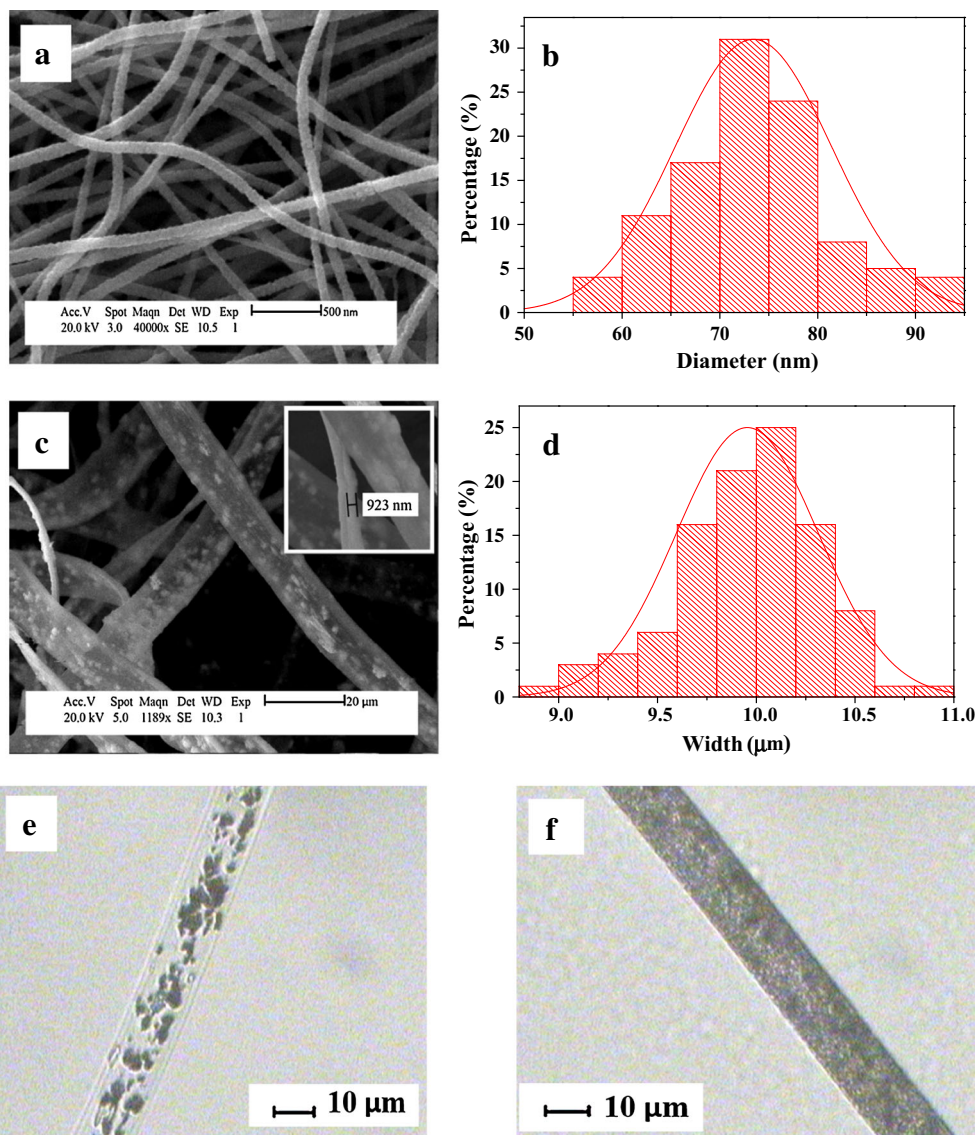 a
Acc.V Spot Maqn Det WD Exp
20.0 kV 3.0 40000x SE 10.5 1
500 nm
b
Percentage (%)
30
25
20
15
10
5
0
50 60 70 80 90
Diameter (nm)
c
923 nm
Acc.V Spot Maqn Det WD Exp
20.0 kV 5.0 1189x SE 10.3 1
20 µm
d
Percentage (%)
25
20
15
10
5
0
9.0 9.5 10.0 10.5 11.0
Width (µm)
e
10 µm
f
10 µm